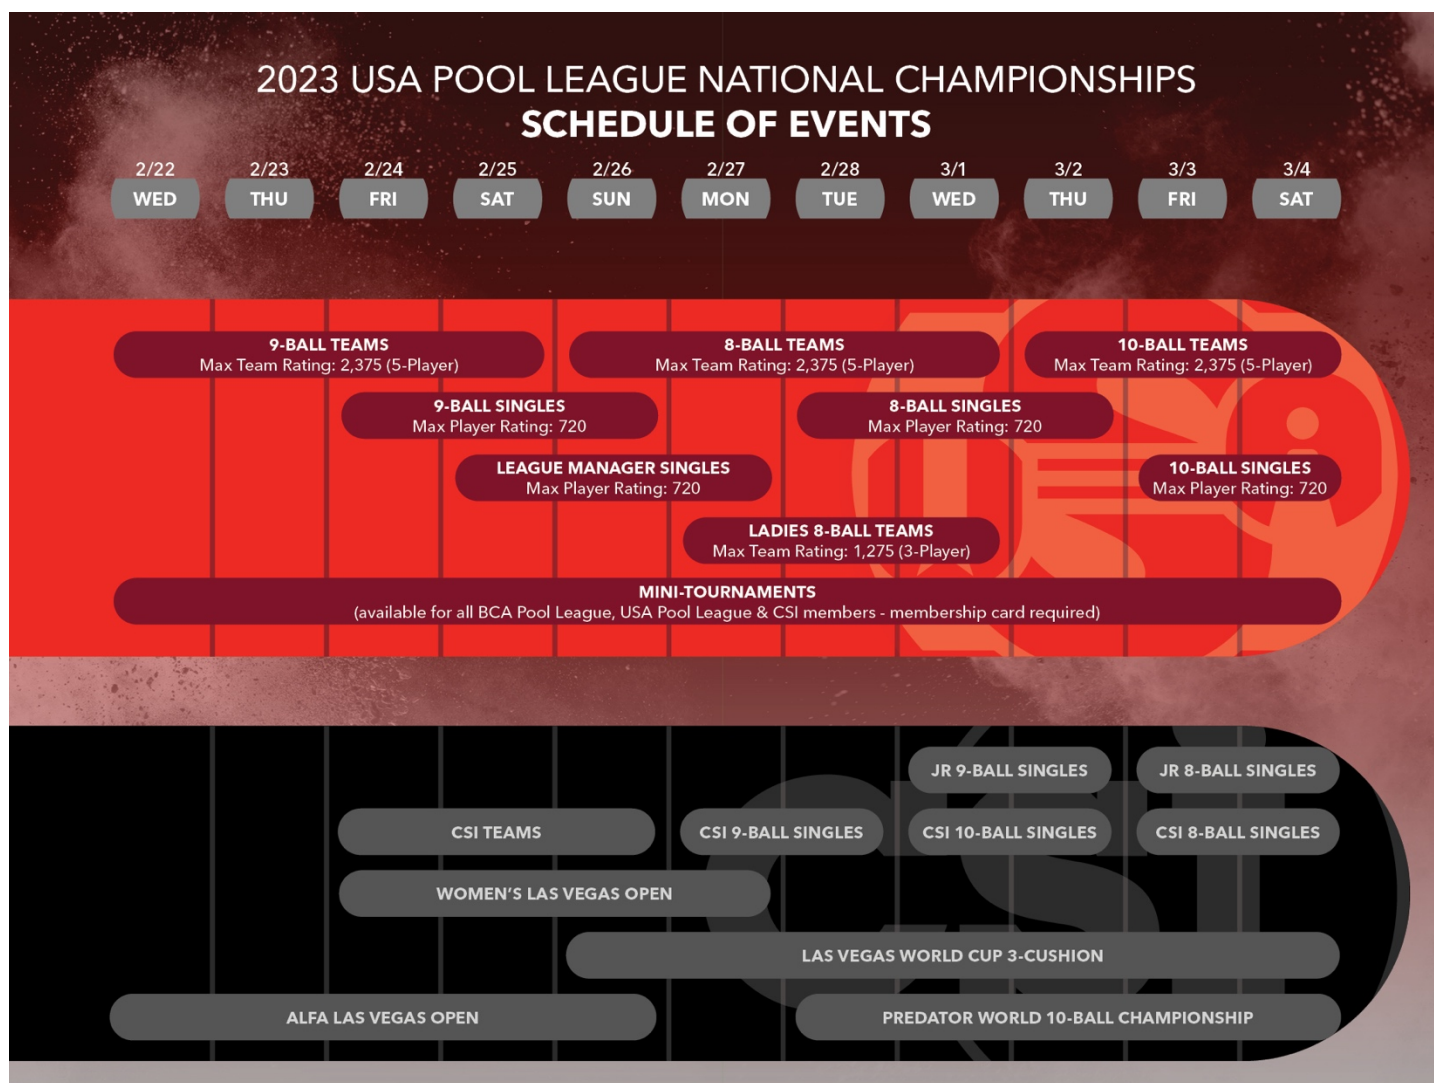 2023 USA POOL LEAGUE NATIONAL CHAMPIONSHIPS
SCHEDULE OF EVENTS
2/22 2/23 2/24 2/25 2/26 2/27 2/28 3/1 3/2 3/3 3/4
WED THU FRI SAT SUN MON TUE WED THU FRI SAT
9-BALL TEAMS
Max Team Rating: 2,375 (5-Player)
8-BALL TEAMS
Max Team Rating: 2,375 (5-Player)
10-BALL TEAMS
Max Team Rating: 2,375 (5-Player)
9-BALL SINGLES
Max Player Rating: 720
8-BALL SINGLES
Max Player Rating: 720
LEAGUE MANAGER SINGLES
Max Player Rating: 720
10-BALL SINGLES
Max Player Rating: 720
LADIES 8-BALL TEAMS
Max Team Rating: 1,275 (3-Player)
MINI-TOURNAMENTS
(available for all BCA Pool League, USA Pool League & CSI members - membership card required)
JR 9-BALL SINGLES
JR 8-BALL SINGLES
CSI TEAMS
CSI 9-BALL SINGLES
CSI 10-BALL SINGLES
CSI 8-BALL SINGLES
WOMEN'S LAS VEGAS OPEN
LAS VEGAS WORLD CUP 3-CUSHION
ALFA LAS VEGAS OPEN
PREDATOR WORLD 10-BALL CHAMPIONSHIP
CSi